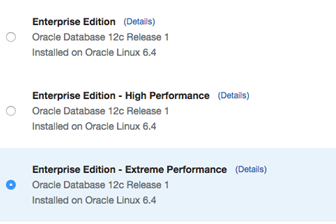 Enterprise Edition (Details)
Oracle Database 12c Release 1
Installed on Oracle Linux 6.4
Enterprise Edition - High Performance (Details)
Oracle Database 12c Release 1
Installed on Oracle Linux 6.4
Enterprise Edition - Extreme Performance (Details)
Oracle Database 12c Release 1
Installed on Oracle Linux 6.4